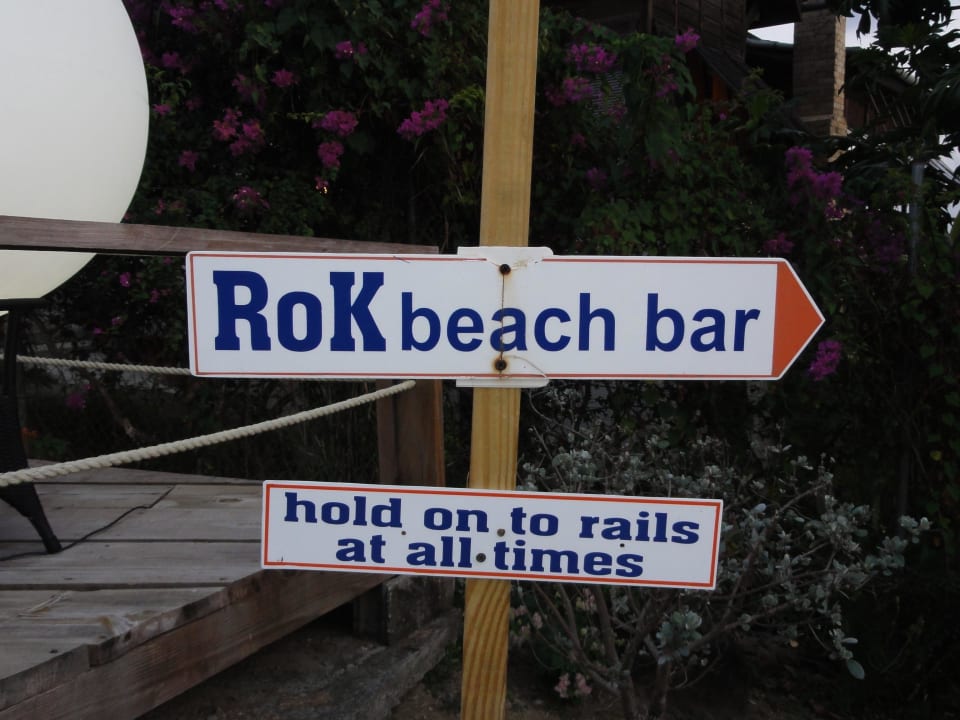 RoK beach bar
hold on to rails
at all times